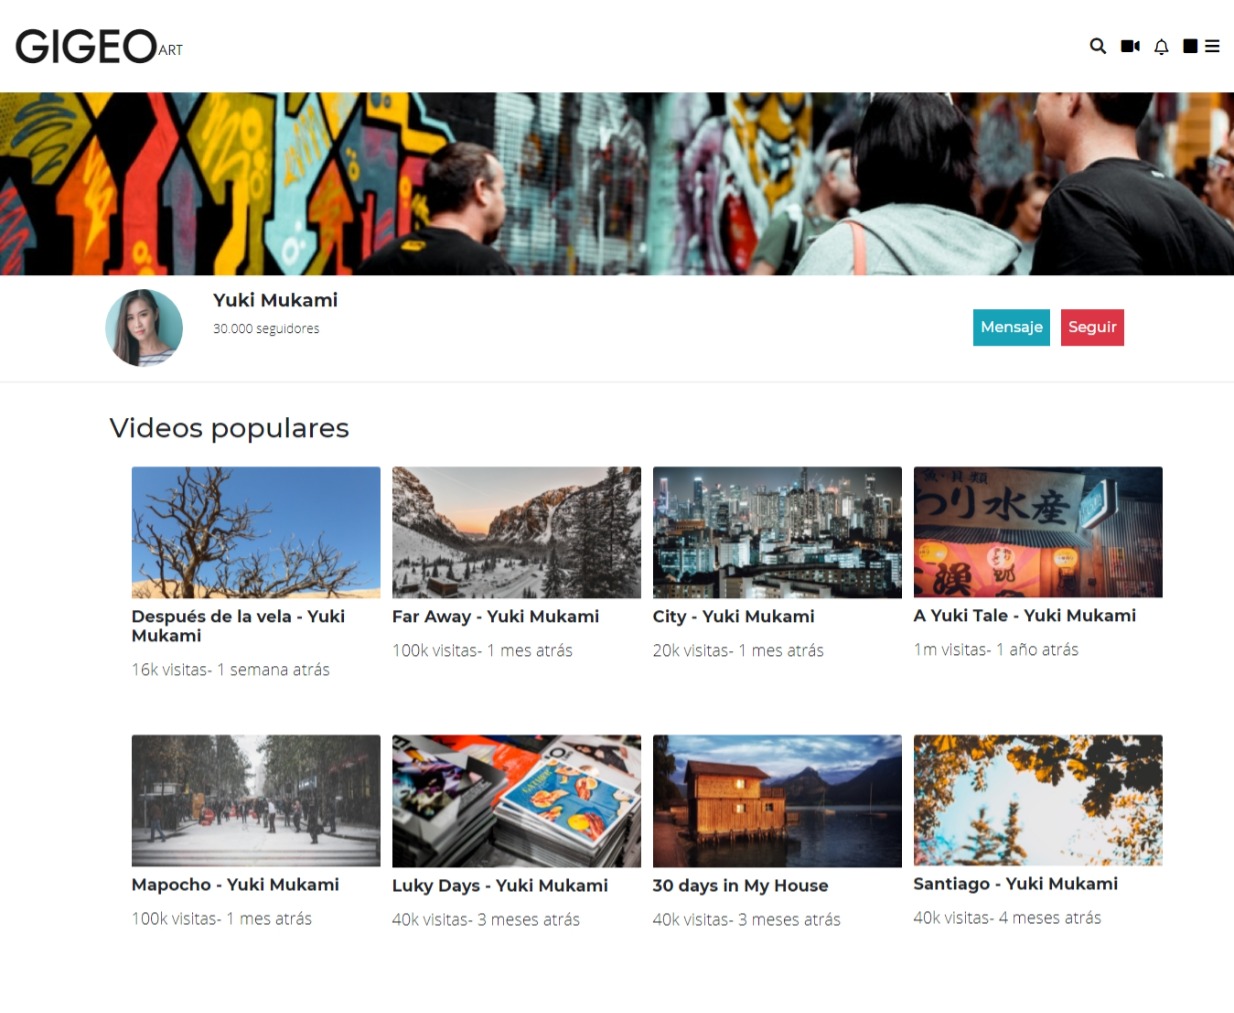 GIGEO ART
Yuki Mukami
30.000 seguidores
Mensaje
Seguir
Videos populares
わり水産
Después de la vela - Yuki
Mukami
16k visitas- 1 semana atrás
Far Away - Yuki Mukami
100k visitas- 1 mes atrás
City - Yuki Mukami
20k visitas- 1 mes atrás
A Yuki Tale - Yuki Mukami
1m visitas- 1 año atrás
Mapocho - Yuki Mukami
100k visitas- 1 mes atrás
Luky Days - Yuki Mukami
40k visitas- 3 meses atrás
30 days in My House
40k visitas- 3 meses atrás
Santiago - Yuki Mukami
40k visitas- 4 meses atrás